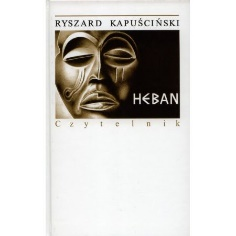 RYSZARD KAPUŚCIŃSKI
HEBAN
Czytelnik